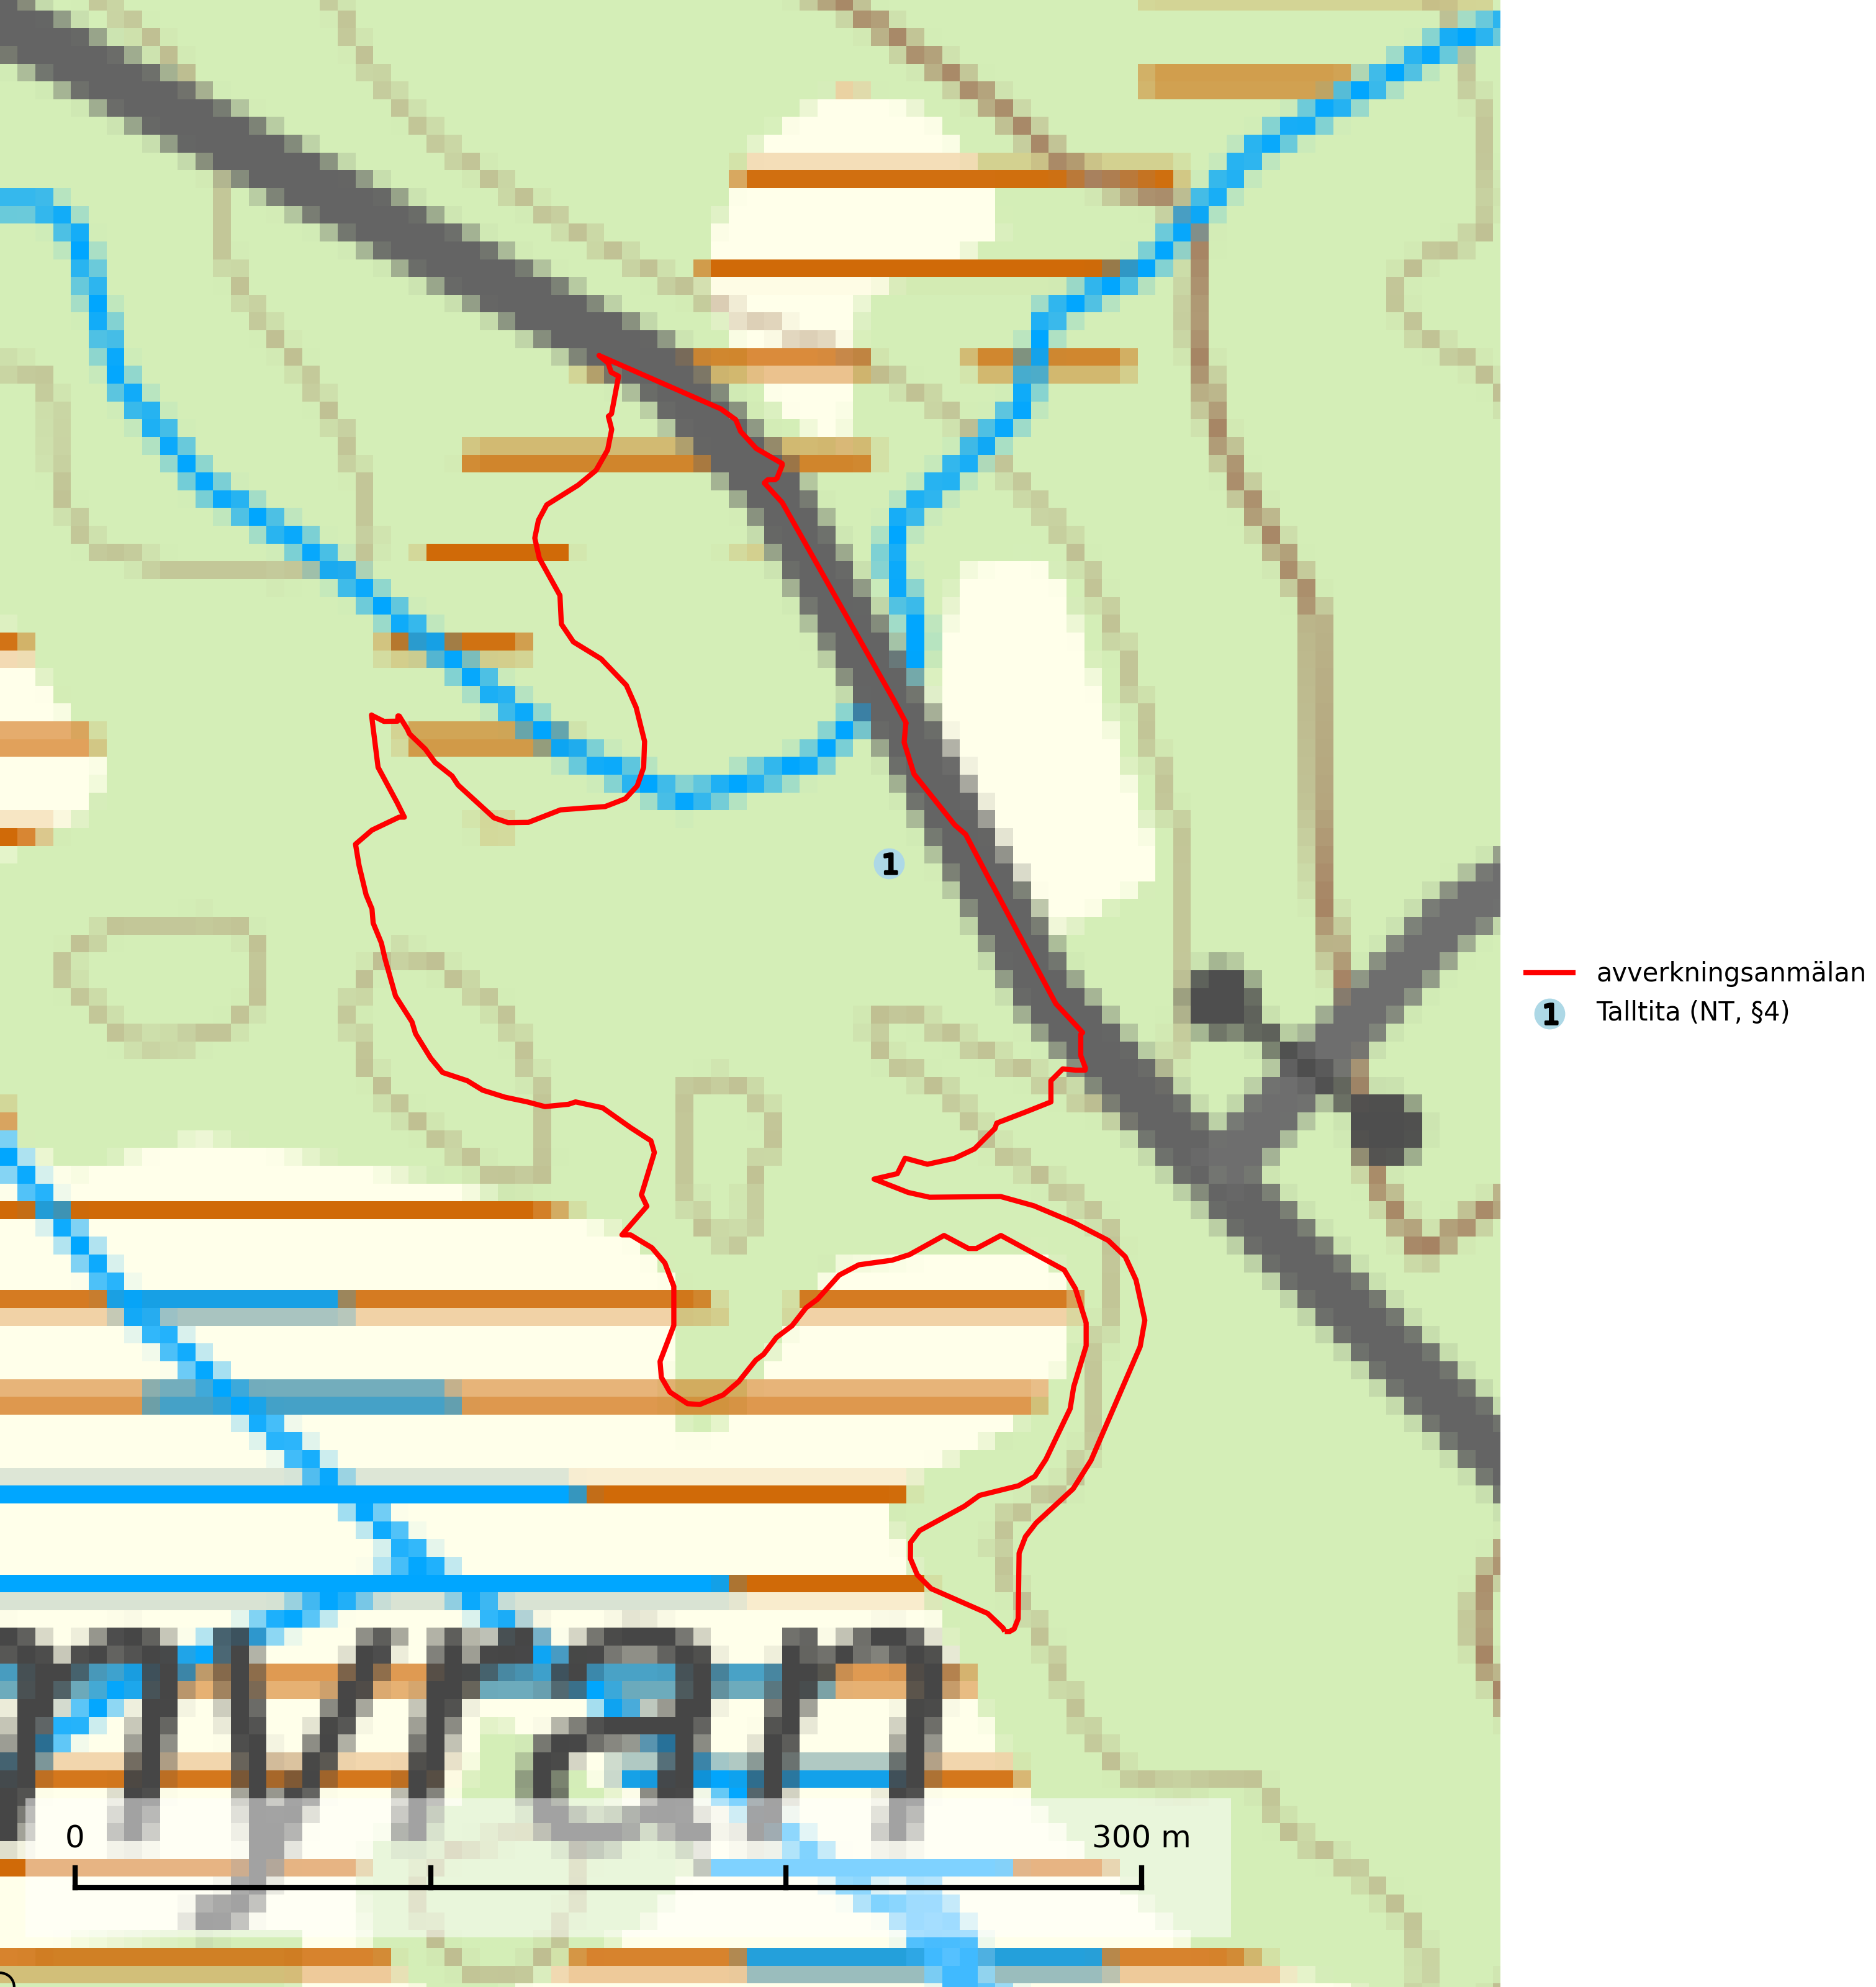 1
avverkningsanmälan
1 Talltita (NT, §4)
0 300 m